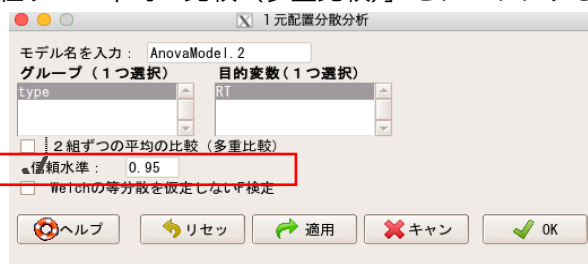 1元配置分散分析
モデル名を入力: AnovaModel.2
グループ(1つ選択) 目的変数(1つ選択)
type RT
2組ずつの平均の比較(多重比較)
信頼水準: 0.95
Welchの等分散を仮定しないF検定
ヘルプ リセッ 適用 キャン OK